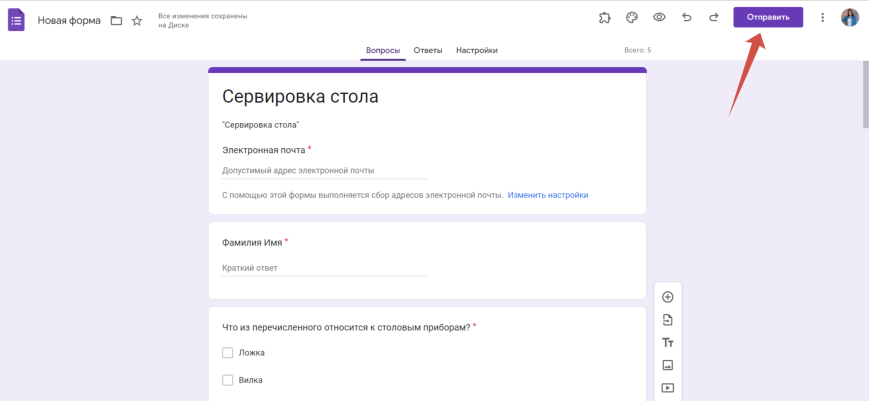 Новая форма
Все изменения сохранены
на Диске
Отправить
Вопросы Ответы Настройки Всего: 5
Сервировка стола
"Сервировка стола"
Электронная почта *
Допустимый адрес электронной почты
С помощью этой формы выполняется сбор адресов электронной почты. Изменить настройки
Фамилия Имя *
Краткий ответ
Что из перечисленного относится к столовым приборам? *
Ложка
Вилка
Тт